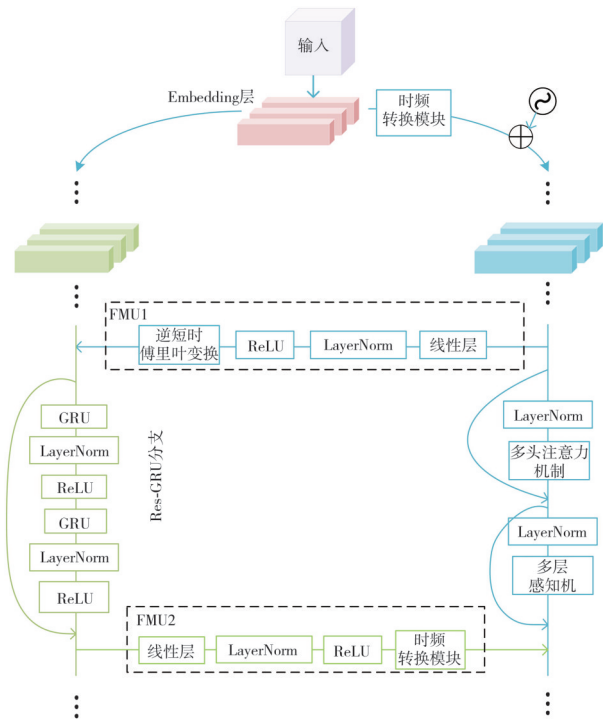 输入
Embedding层
时频
转换模块
FMU1
逆短时
傅里叶变换
ReLU
LayerNorm
线性层
GRU
LayerNorm
ReLU
GRU
LayerNorm
ReLU
Res-GRU分支
LayerNorm
多头注意力
机制
LayerNorm
多层
感知机
FMU2
线性层
LayerNorm
ReLU
时频
转换模块